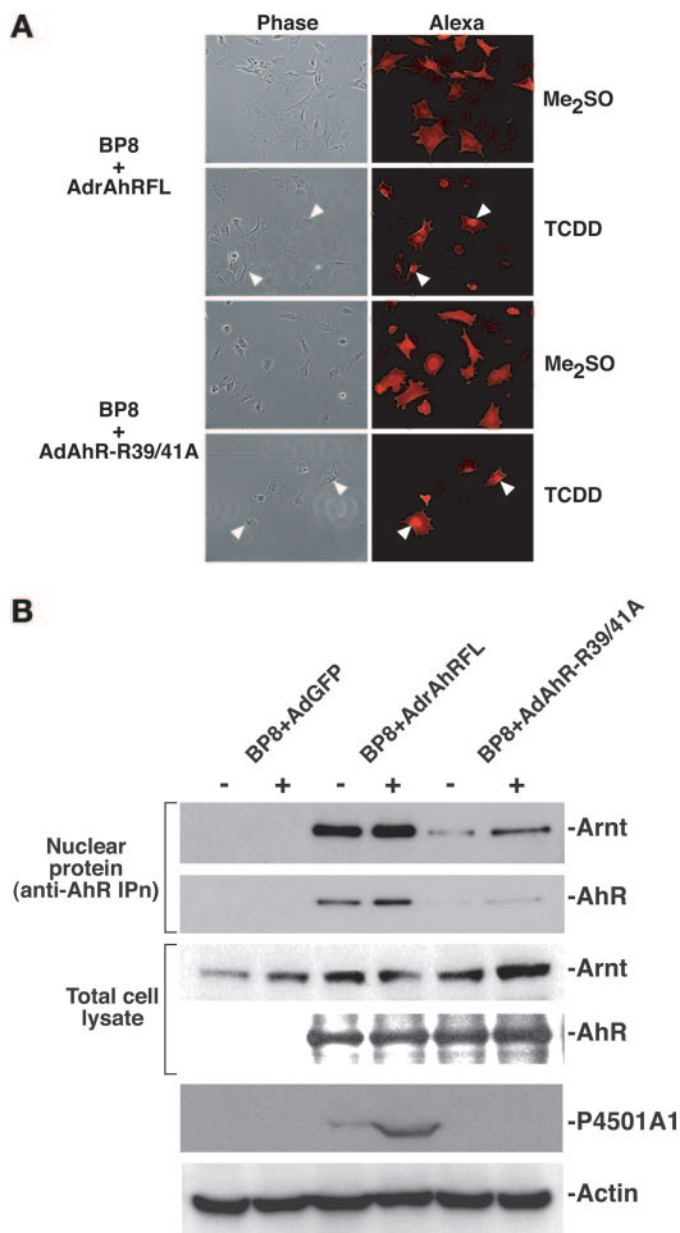 A
Phase
Alexa
BP8
+
AdrAhRFL
Me2SO
TCDD
BP8
+
AdAhR-R39/41A
Me2SO
TCDD
B
BP8+AdGFP
BP8+AdrAhRFL
BP8+AdAhR-R39/41A
- + - + - +
Nuclear
protein
(anti-AhR IPn)
-Arnt
-AhR
Total cell
lysate
-Arnt
-AhR
-P4501A1
-Actin